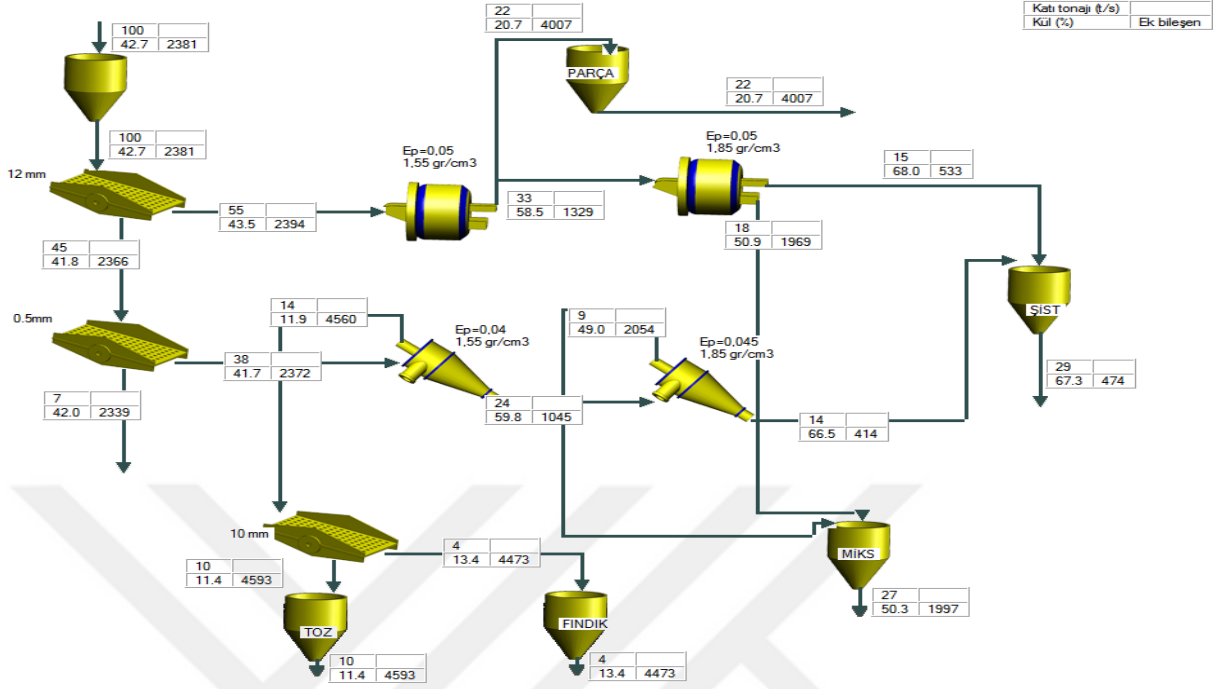 Katı tonajı (t/s)
Kül (%) Ek bileşen
22
20.7 4007
100
42.7 2381
PARÇA
22
20.7 4007
100
42.7 2381
Ep=0,05
1,55 gr/cm3
Ep=0,05
1,85 gr/cm3
15
68.0 533
12 mm
55
43.5 2394
33
58.5 1329
18
50.9 1969
45
41.8 2366
ŞİST
14
11.9 4560
9
49.0 2054
0.5mm
Ep=0,04
1,55 gr/cm3
Ep=0,045
1,85 gr/cm3
38
41.7 2372
29
67.3 474
7
42.0 2339
24
59.8 1045
14
66.5 414
10 mm
4
13.4 4473
MİKS
10
11.4 4593
27
50.3 1997
TOZ
FINDIK
10
11.4 4593
4
13.4 4473